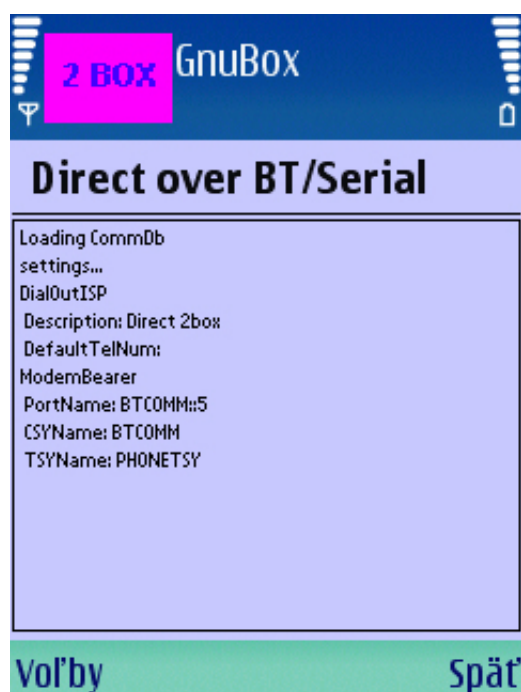 2 BOX
GnuBox
Direct over BT/Serial
Loading CommDb
settings...
DialOutISP
Description: Direct 2box
DefaultTelNum:
ModemBearer
PortName: BTCOMM::5
CSYName: BTCOMM
TSYName: PHONETSY
Voľby
Späť